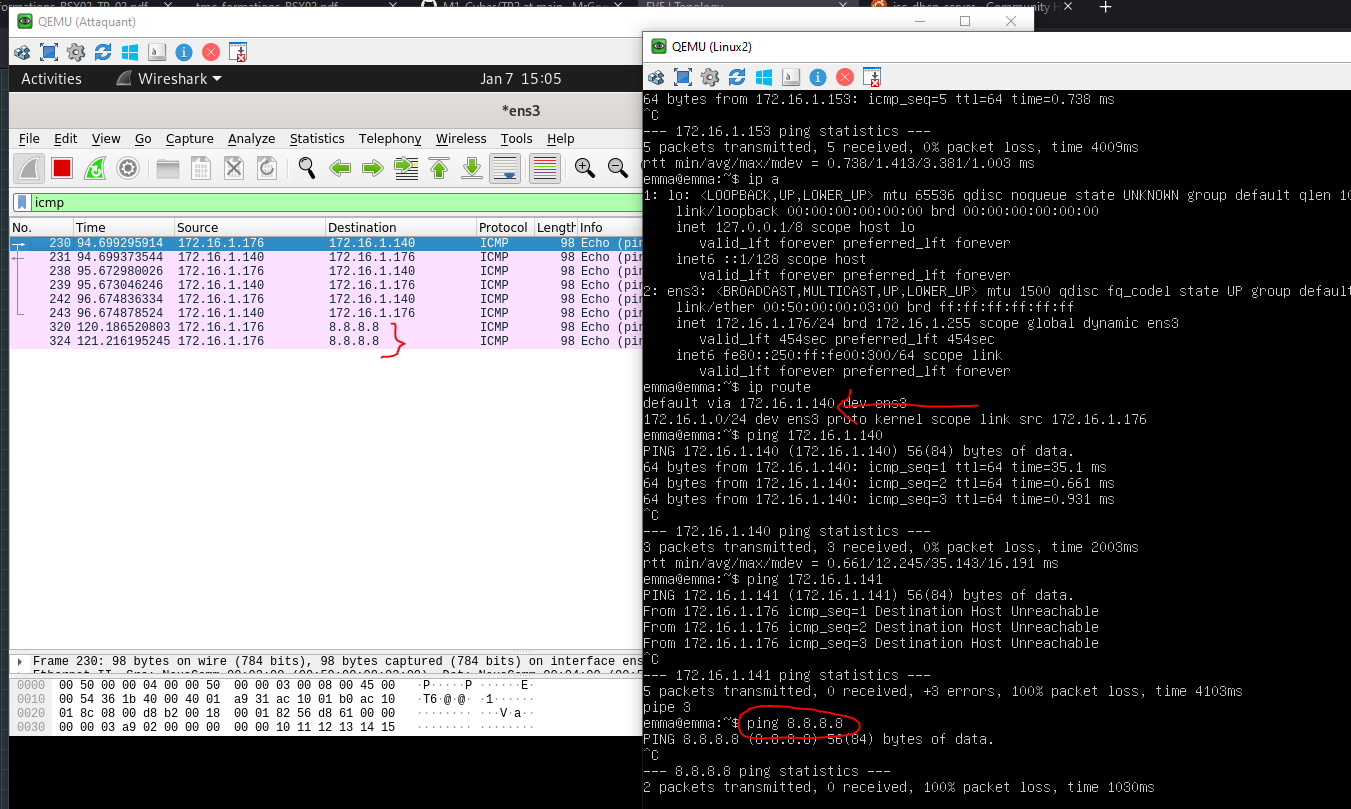 QEMU (Attaquant)
Activities
Wireshark
Jan 7 15:05
*ens3
File Edit View Go Capture Analyze Statistics Telephony Wireless Tools Help
icmp
No. Time Source Destination Protocol Length Info
230 94.699295914 172.16.1.176 172.16.1.140 ICMP 98 Echo (pin
231 94.699373544 172.16.1.140 172.16.1.176 ICMP 98 Echo (pin
238 95.672980026 172.16.1.176 172.16.1.140 ICMP 98 Echo (pin
239 95.673046246 172.16.1.140 172.16.1.176 ICMP 98 Echo (pin
242 96.674836334 172.16.1.176 172.16.1.140 ICMP 98 Echo (pin
243 96.674878524 172.16.1.140 172.16.1.176 ICMP 98 Echo (pin
320 120.186520803 172.16.1.176 8.8.8.8 ICMP 98 Echo (pin
324 121.216195245 172.16.1.176 8.8.8.8 ICMP 98 Echo (pin
Frame 230: 98 bytes on wire (784 bits), 98 bytes captured (784 bits) on interface ens
0000 00 50 00 00 04 00 00 50 00 00 03 00 08 00 45 00 ·P·····P ······E·
0010 00 54 36 1b 40 00 40 01 a9 31 ac 10 01 b0 ac 10 ·T6·@·@· ·1······
0020 01 8c 08 00 d8 b2 00 18 00 01 82 56 d8 61 00 00 ········ ···V·a··
0030 00 00 03 a9 02 00 00 00 00 00 10 11 12 13 14 15 ········ ········
QEMU (Linux2)
64 bytes from 172.16.1.153: icmp_seq=5 ttl=64 time=0.738 ms
^C
--- 172.16.1.153 ping statistics ---
5 packets transmitted, 5 received, 0% packet loss, time 4009ms
rtt min/avg/max/mdev = 0.738/1.413/3.381/1.003 ms
emma@emma:~$ ip a
1: lo: <LOOPBACK,UP,LOWER_UP> mtu 65536 qdisc noqueue state UNKNOWN group default qlen 10
link/loopback 00:00:00:00:00:00 brd 00:00:00:00:00:00
inet 127.0.0.1/8 scope host lo
valid_lft forever preferred_lft forever
inet6 ::1/128 scope host
valid_lft forever preferred_lft forever
2: ens3: <BROADCAST,MULTICAST,UP,LOWER_UP> mtu 1500 qdisc fq_codel state UP group default
link/ether 00:50:00:00:03:00 brd ff:ff:ff:ff:ff:ff
inet 172.16.1.176/24 brd 172.16.1.255 scope global dynamic ens3
valid_lft 454sec preferred_lft 454sec
inet6 fe80::250:ff:fe00:300/64 scope link
valid_lft forever preferred_lft forever
emma@emma:~$ ip route
default via 172.16.1.140 dev ens3
172.16.1.0/24 dev ens3 proto kernel scope link src 172.16.1.176
emma@emma:~$ ping 172.16.1.140
PING 172.16.1.140 (172.16.1.140) 56(84) bytes of data.
64 bytes from 172.16.1.140: icmp_seq=1 ttl=64 time=35.1 ms
64 bytes from 172.16.1.140: icmp_seq=2 ttl=64 time=0.661 ms
64 bytes from 172.16.1.140: icmp_seq=3 ttl=64 time=0.931 ms
^C
--- 172.16.1.140 ping statistics ---
3 packets transmitted, 3 received, 0% packet loss, time 2003ms
rtt min/avg/max/mdev = 0.661/12.245/35.143/16.191 ms
emma@emma:~$ ping 172.16.1.141
PING 172.16.1.141 (172.16.1.141) 56(84) bytes of data.
From 172.16.1.176 icmp_seq=1 Destination Host Unreachable
From 172.16.1.176 icmp_seq=2 Destination Host Unreachable
From 172.16.1.176 icmp_seq=3 Destination Host Unreachable
^C
--- 172.16.1.141 ping statistics ---
5 packets transmitted, 0 received, +3 errors, 100% packet loss, time 4103ms
pipe 3
emma@emma:~$ ping 8.8.8.8
PING 8.8.8.8 (8.8.8.8) 56(84) bytes of data.
^C
--- 8.8.8.8 ping statistics ---
2 packets transmitted, 0 received, 100% packet loss, time 1030ms